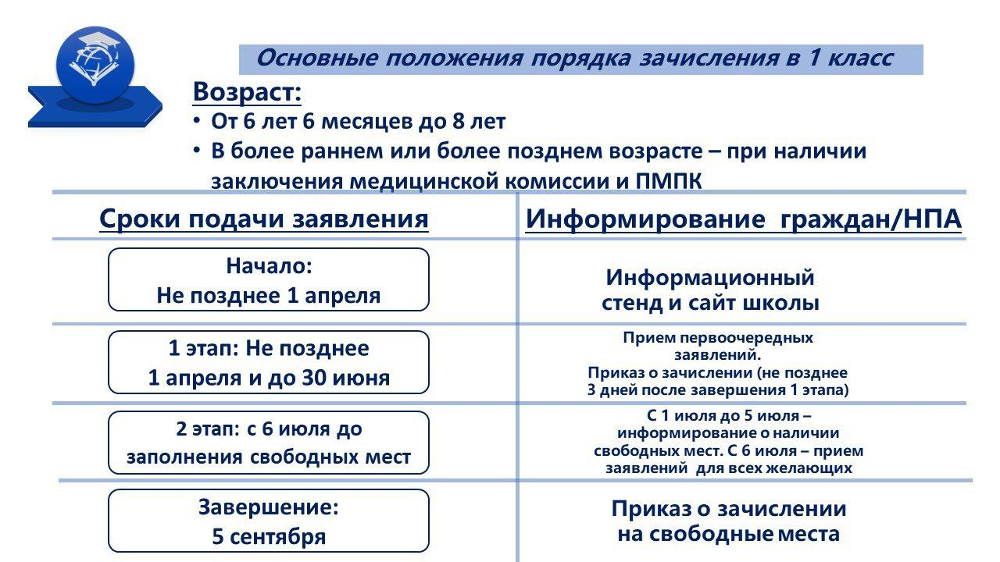 Основные положения порядка зачисления в 1 класс
Возраст:
• От 6 лет 6 месяцев до 8 лет
• В более раннем или более позднем возрасте – при наличии
заключения медицинской комиссии и ПМПК
Сроки подачи заявления
Информирование граждан/НПА
Начало:
Не позднее 1 апреля
Информационный
стенд и сайт школы
1 этап: Не позднее
1 апреля и до 30 июня
Прием первоочередных
заявлений.
Приказ о зачислении (не позднее
3 дней после завершения 1 этапа)
2 этап: с 6 июля до
заполнения свободных мест
С 1 июля до 5 июля –
информирование о наличии
свободных мест. С 6 июля – прием
заявлений для всех желающих
Завершение:
5 сентября
Приказ о зачислении
на свободные места